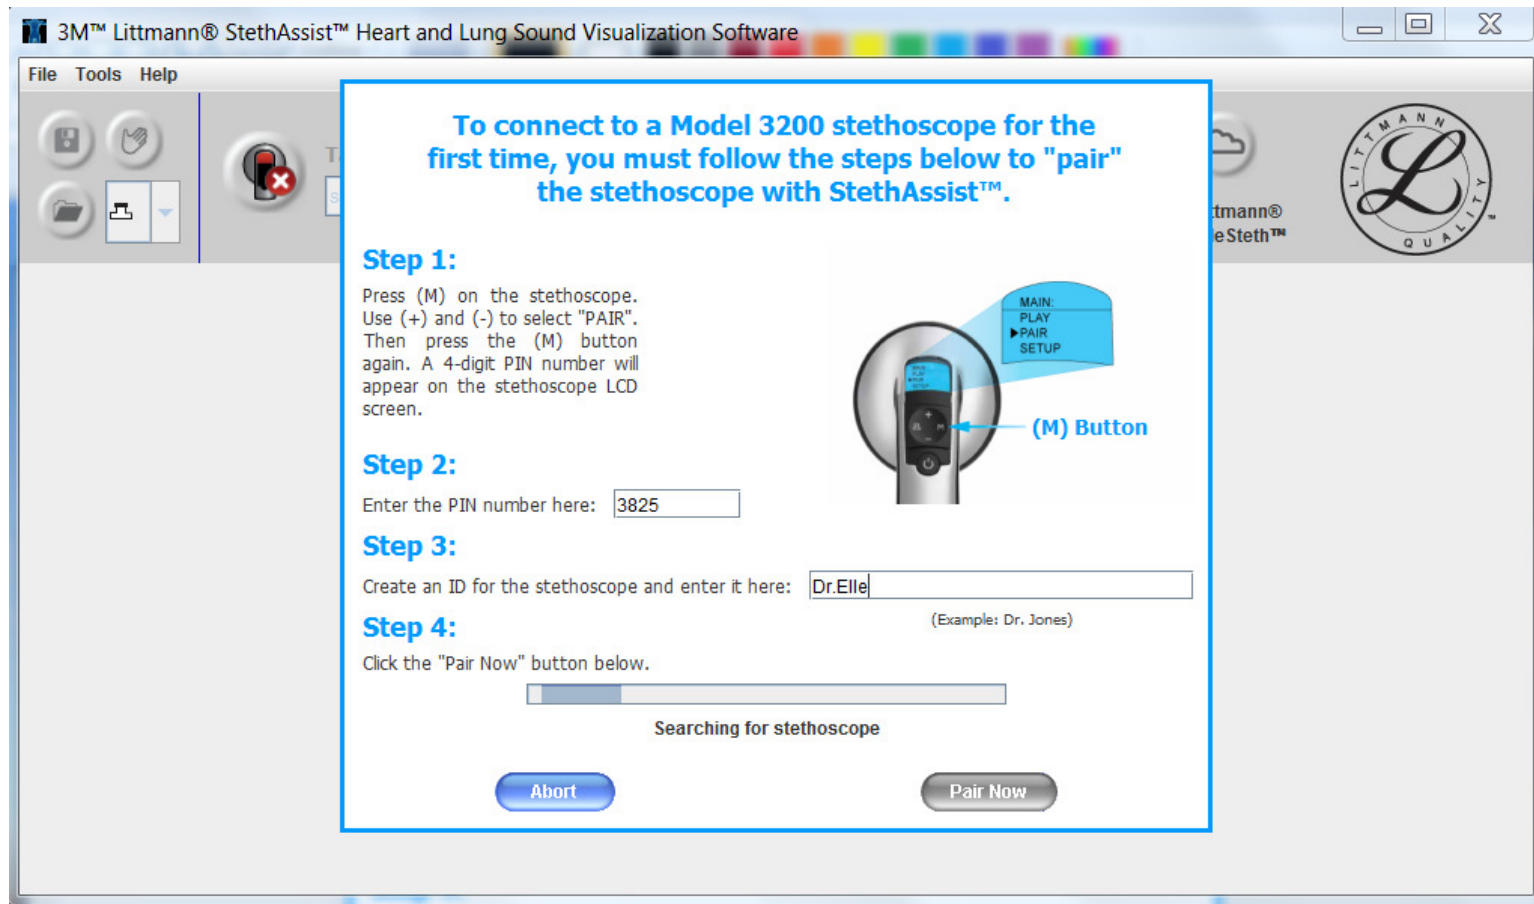 3M™ Littmann® StethAssist™ Heart and Lung Sound Visualization Software
File Tools Help
To connect to a Model 3200 stethoscope for the
first time, you must follow the steps below to "pair"
the stethoscope with StethAssist™.
LITTMANN
L
QUALITY™
tmann®
eSteth™
Step 1:
Press (M) on the stethoscope.
Use (+) and (-) to select "PAIR".
Then press the (M) button
again. A 4-digit PIN number will
appear on the stethoscope LCD
screen.
MAIN:
PLAY
▶PAIR
SETUP
+
M
−
(M) Button
Step 2:
Enter the PIN number here: 3825
Step 3:
Create an ID for the stethoscope and enter it here: Dr.Elle
(Example: Dr. Jones)
Step 4:
Click the "Pair Now" button below.
Searching for stethoscope
Abort Pair Now